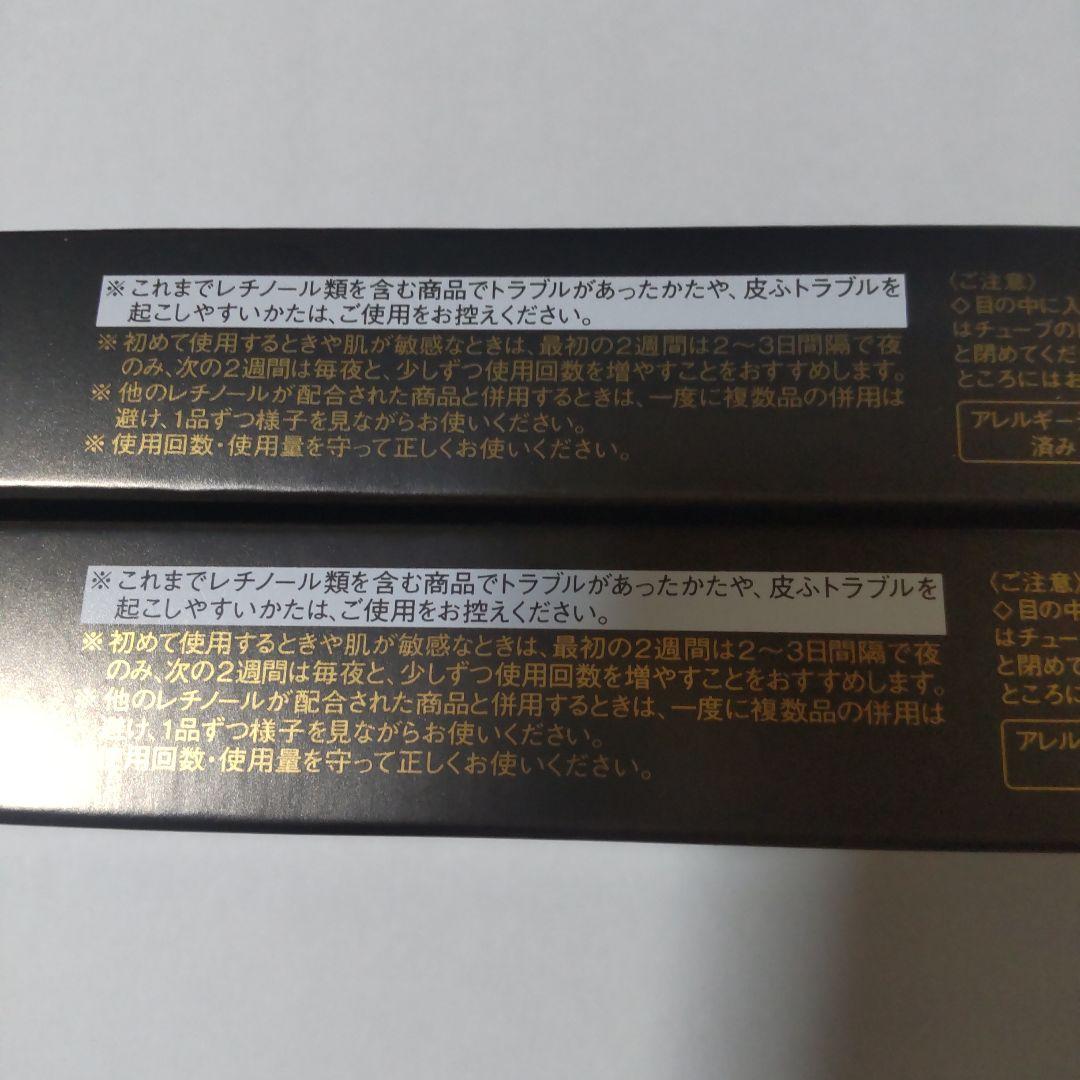 ※これまでレチノール類を含む商品でトラブルがあったかたや、皮ふトラブルを
起こしやすいかたは、ご使用をお控えください。
※初めて使用するときや肌が敏感なときは、最初の2週間は2〜3日間隔で夜
のみ、次の2週間は毎夜と、少しずつ使用回数を増やすことをおすすめします。
※他のレチノールが配合された商品と併用するときは、一度に複数品の併用は
避け、1品ずつ様子を見ながらお使いください。
※使用回数・使用量を守って正しくお使いください。
〈ご注意〉
◇目の中に入
はチューブの
と閉めてくだ
ところにはお
アレルギー
済み
※これまでレチノール類を含む商品でトラブルがあったかたや、皮ふトラブルを
起こしやすいかたは、ご使用をお控えください。
※初めて使用するときや肌が敏感なときは、最初の2週間は2〜3日間隔で夜
のみ、次の2週間は毎夜と、少しずつ使用回数を増やすことをおすすめします。
※他のレチノールが配合された商品と併用するときは、一度に複数品の併用は
避け、1品ずつ様子を見ながらお使いください。
用回数・使用量を守って正しくお使いください。
〈ご注意〉
◇目の中
はチュー
と閉めて
ところに
アレル